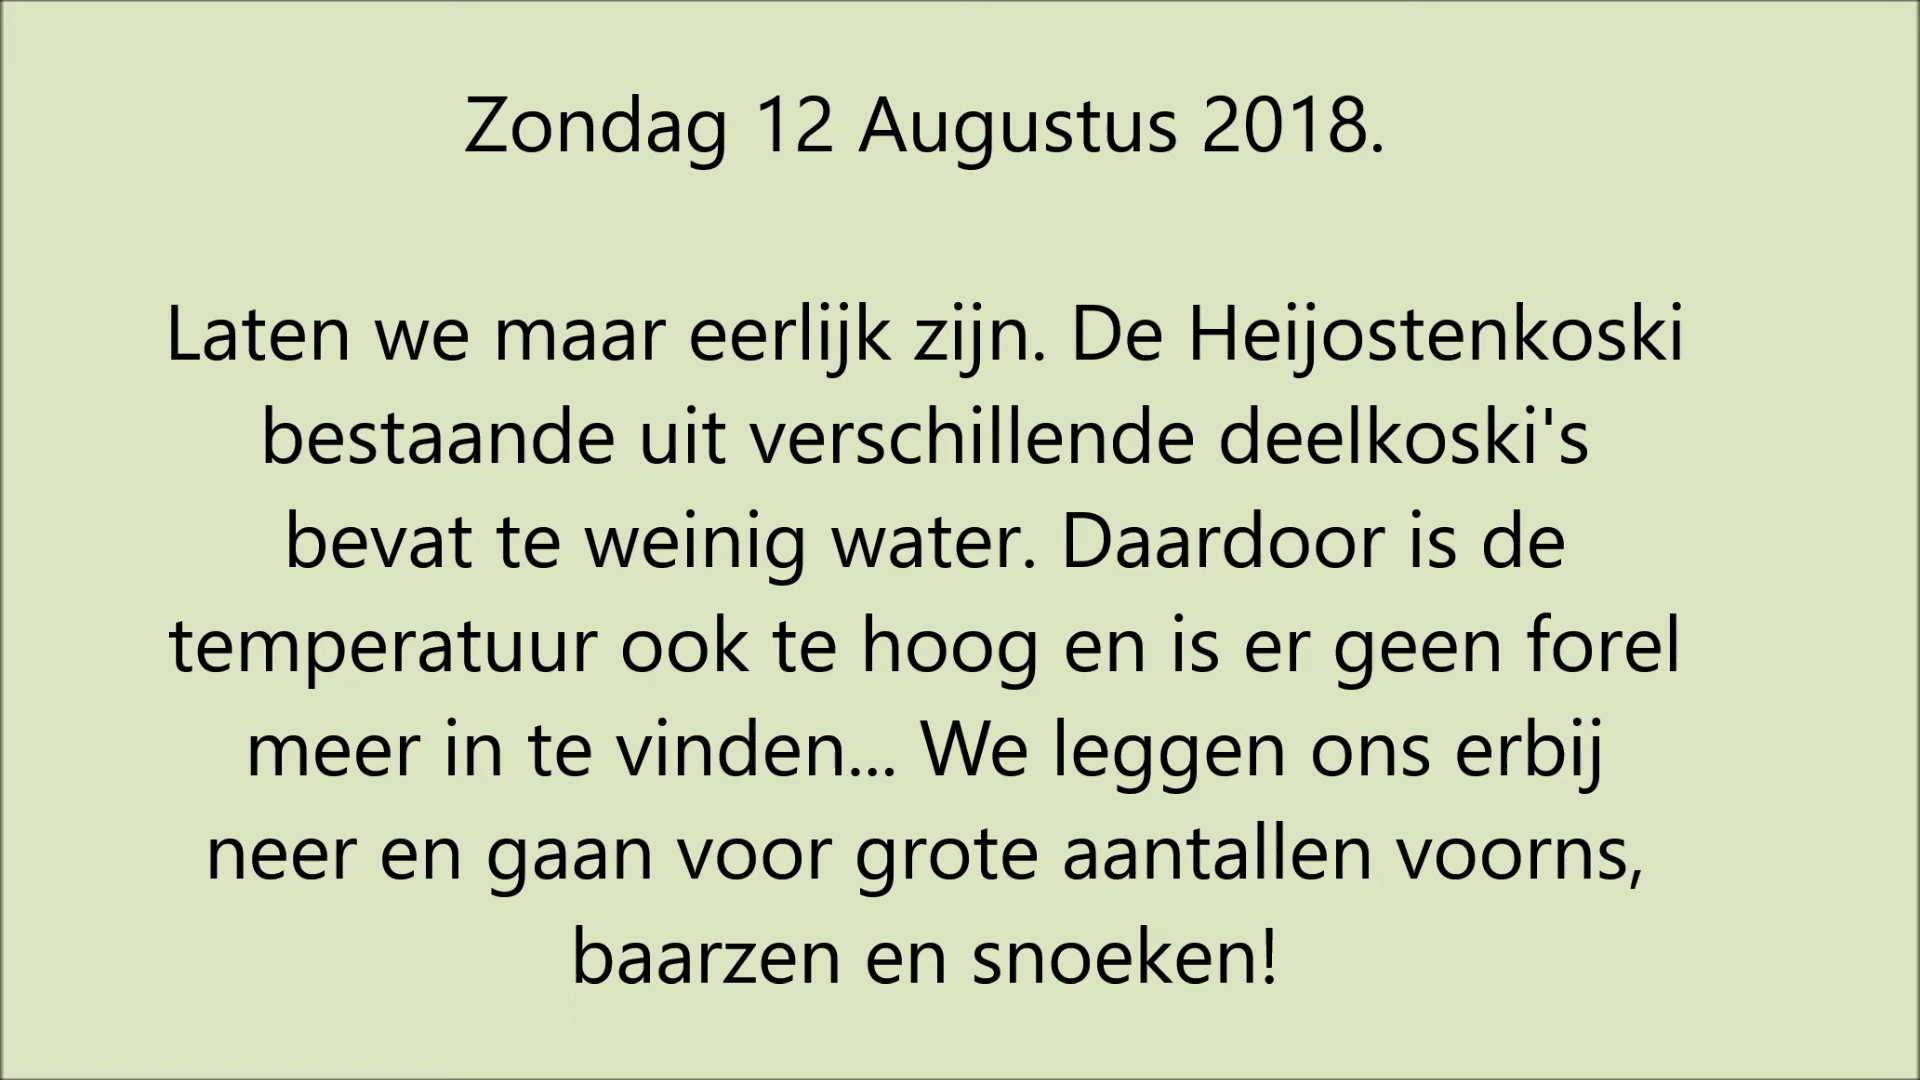 Zondag 12 Augustus 2018.
Laten we maar eerlijk zijn. De Heijostenkoski
bestaande uit verschillende deelkoski's
bevat te weinig water. Daardoor is de
temperatuur ook te hoog en is er geen forel
meer in te vinden... We leggen ons erbij
neer en gaan voor grote aantallen voorns,
baarzen en snoeken!